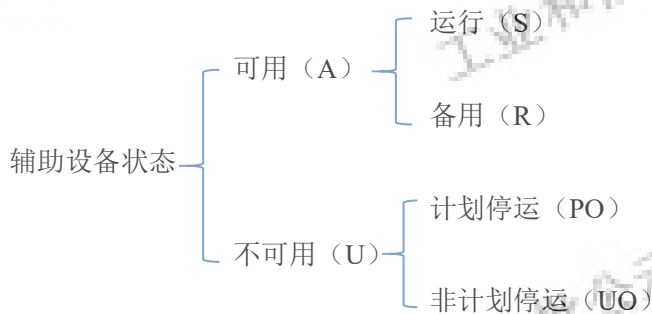 运行（S）
可用（A）
备用（R）
辅助设备状态
计划停运（PO）
不可用（U）
非计划停运（UO）